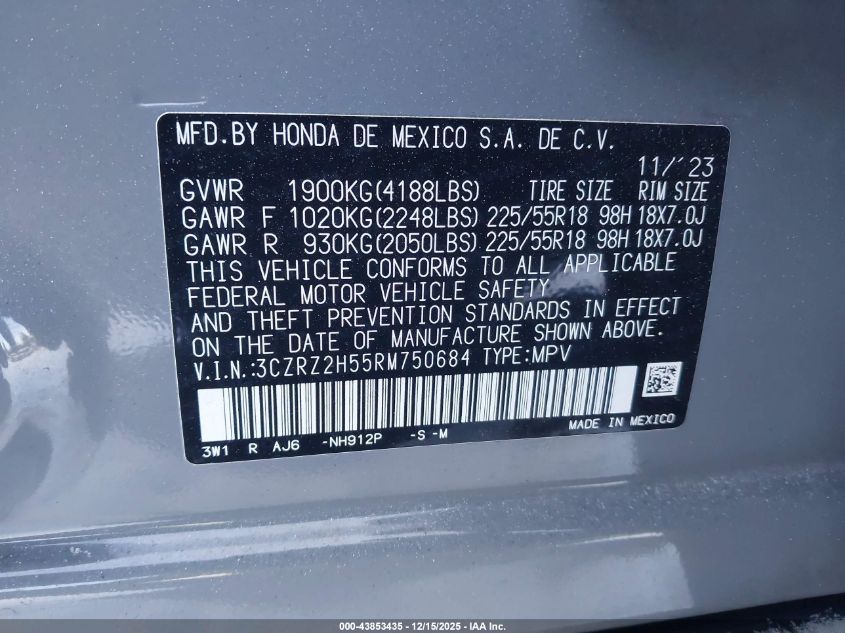 MFD.BY HONDA DE MEXICO S.A. DE C.V.
11/'23
GVWR 1900KG(4188LBS) TIRE SIZE RIM SIZE
GAWR F 1020KG(2248LBS) 225/55R18 98H 18X7.0J
GAWR R 930KG(2050LBS) 225/55R18 98H 18X7.0J
THIS VEHICLE CONFORMS TO ALL APPLICABLE
FEDERAL MOTOR VEHICLE SAFETY
AND THEFT PREVENTION STANDARDS IN EFFECT
ON THE DATE OF MANUFACTURE SHOWN ABOVE.
V.I.N.:3CZRZ2H55RM750684 TYPE:MPV
3W1 R AJ6 -NH912P -S -M MADE IN MEXICO
000-43853435 - 12/15/2025 - IAA Inc.